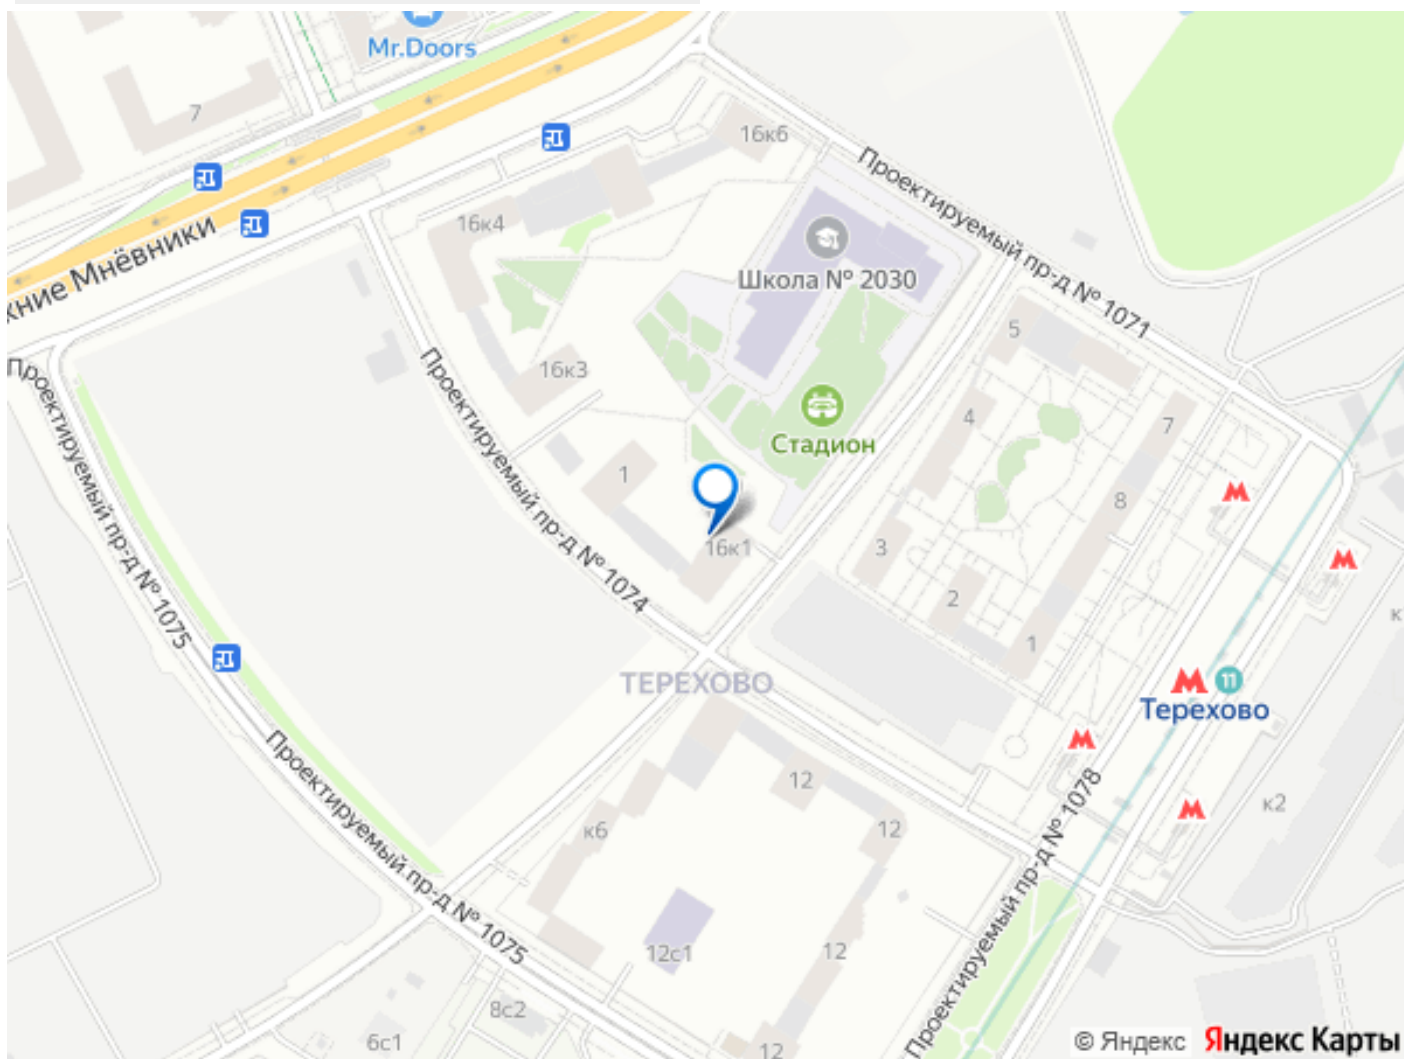 Mr.Doors
7
16к6
Проектируемый пр-д № 1071
16к4
жние Мнёвники
Школа № 2030
5
Проектируемый пр-д № 1075
Проектируемый пр-д № 1074
16к3
4
7
Стадион
1
8
16к1
3
2
1
к
ТЕРЕХОВО
11
Терехово
Проектируемый пр-д № 1075
12
к6
12
к2
Проектируемый пр-д № 1078
12с1
12
8с2
6с1
12
© Яндекс Яндекс Карты